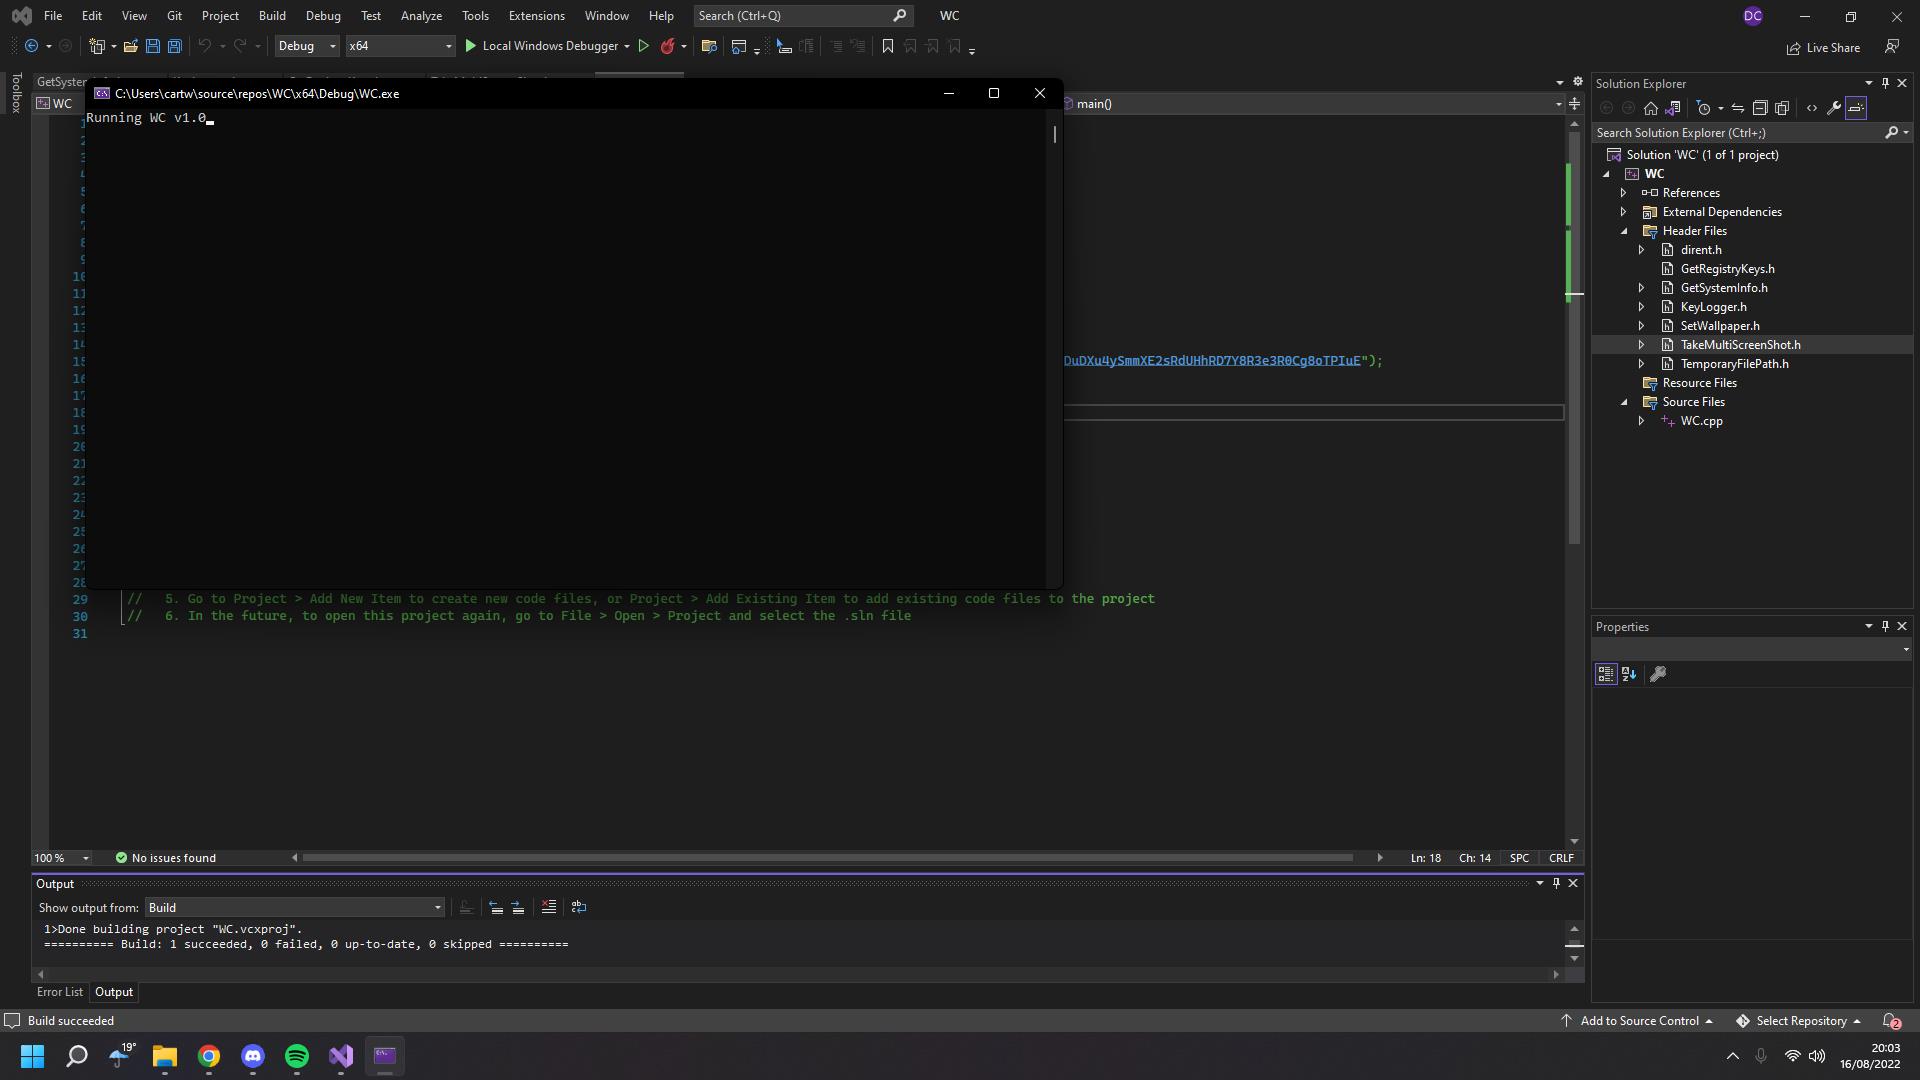 File Edit View Git Project Build Debug Test Analyze Tools Extensions Window Help Search (Ctrl+Q) WC DC
Debug x64 Local Windows Debugger Live Share
Toolbox
C:\Users\cartw\source\repos\WC\x64\Debug\WC.exe
WC main()
Running WC v1.0
DuDXu4ySmmXE2sRdUHhRD7Y8R3e3R0Cg8oTPIuE");
29 // 5. Go to Project > Add New Item to create new code files, or Project > Add Existing Item to add existing code files to the project
30 // 6. In the future, to open this project again, go to File > Open > Project and select the .sln file
31
100 % No issues found Ln: 18 Ch: 14 SPC CRLF
Output
Show output from: Build
1>Done building project "WC.vcxproj".
========== Build: 1 succeeded, 0 failed, 0 up-to-date, 0 skipped ==========
Error List Output
Solution Explorer
Search Solution Explorer (Ctrl+;)
Solution 'WC' (1 of 1 project)
WC
References
External Dependencies
Header Files
dirent.h
GetRegistryKeys.h
GetSystemInfo.h
KeyLogger.h
SetWallpaper.h
TakeMultiScreenShot.h
TemporaryFilePath.h
Resource Files
Source Files
WC.cpp
Properties
Build succeeded Add to Source Control Select Repository 2
19°
20:03
16/08/2022